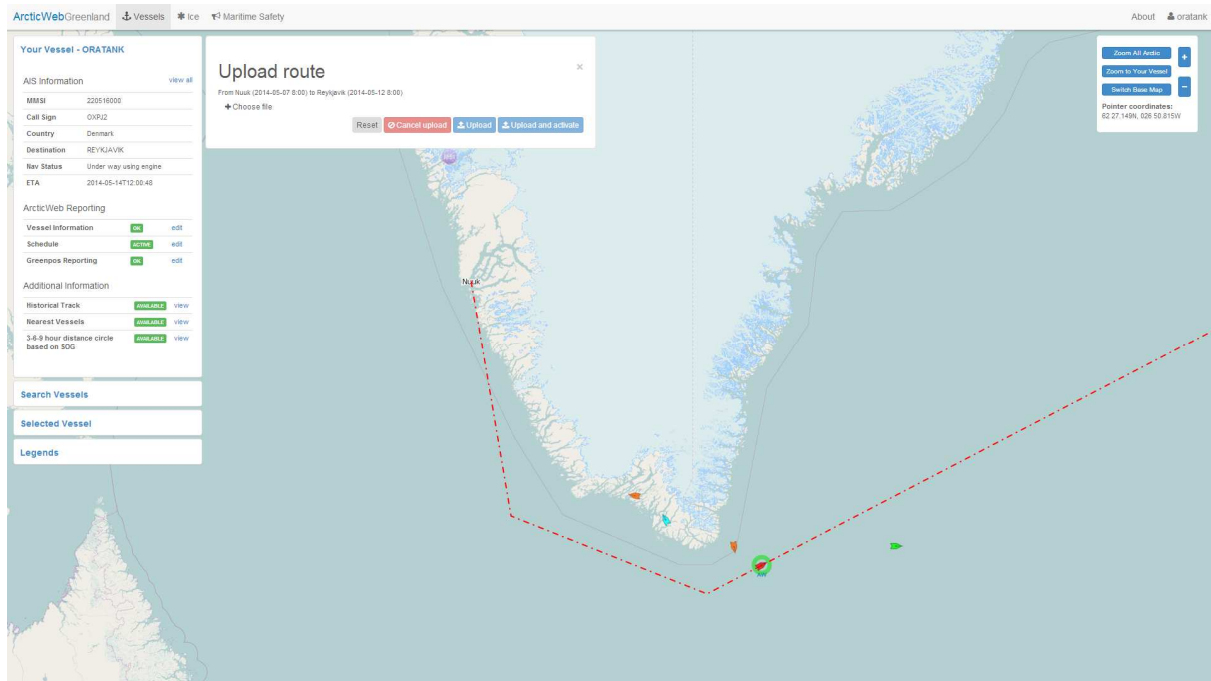 ArcticWebGreenland Vessels Ice Maritime Safety About oratank
Your Vessel - ORATANK
AIS Information view all
MMSI 220516000
Call Sign OXPJ2
Country Denmark
Destination REYKJAVIK
Nav Status Under way using engine
ETA 2014-05-14T12:00:48
ArcticWeb Reporting
Vessel Information OK edit
Schedule ACTIVE edit
Greenpos Reporting OK edit
Additional Information
Historical Track AVAILABLE view
Nearest Vessels AVAILABLE view
3-6-9 hour distance circle AVAILABLE view
based on SOG
Search Vessels
Selected Vessel
Legends
Upload route ×
From Nuuk (2014-05-07 8:00) to Reykjavik (2014-05-12 8:00)
+ Choose file
Reset Cancel upload Upload Upload and activate
Zoom All Arctic +
Zoom to Your Vessel
Switch Base Map −
Pointer coordinates:
62 27.149N, 026 50.815W
Nuuk
AW